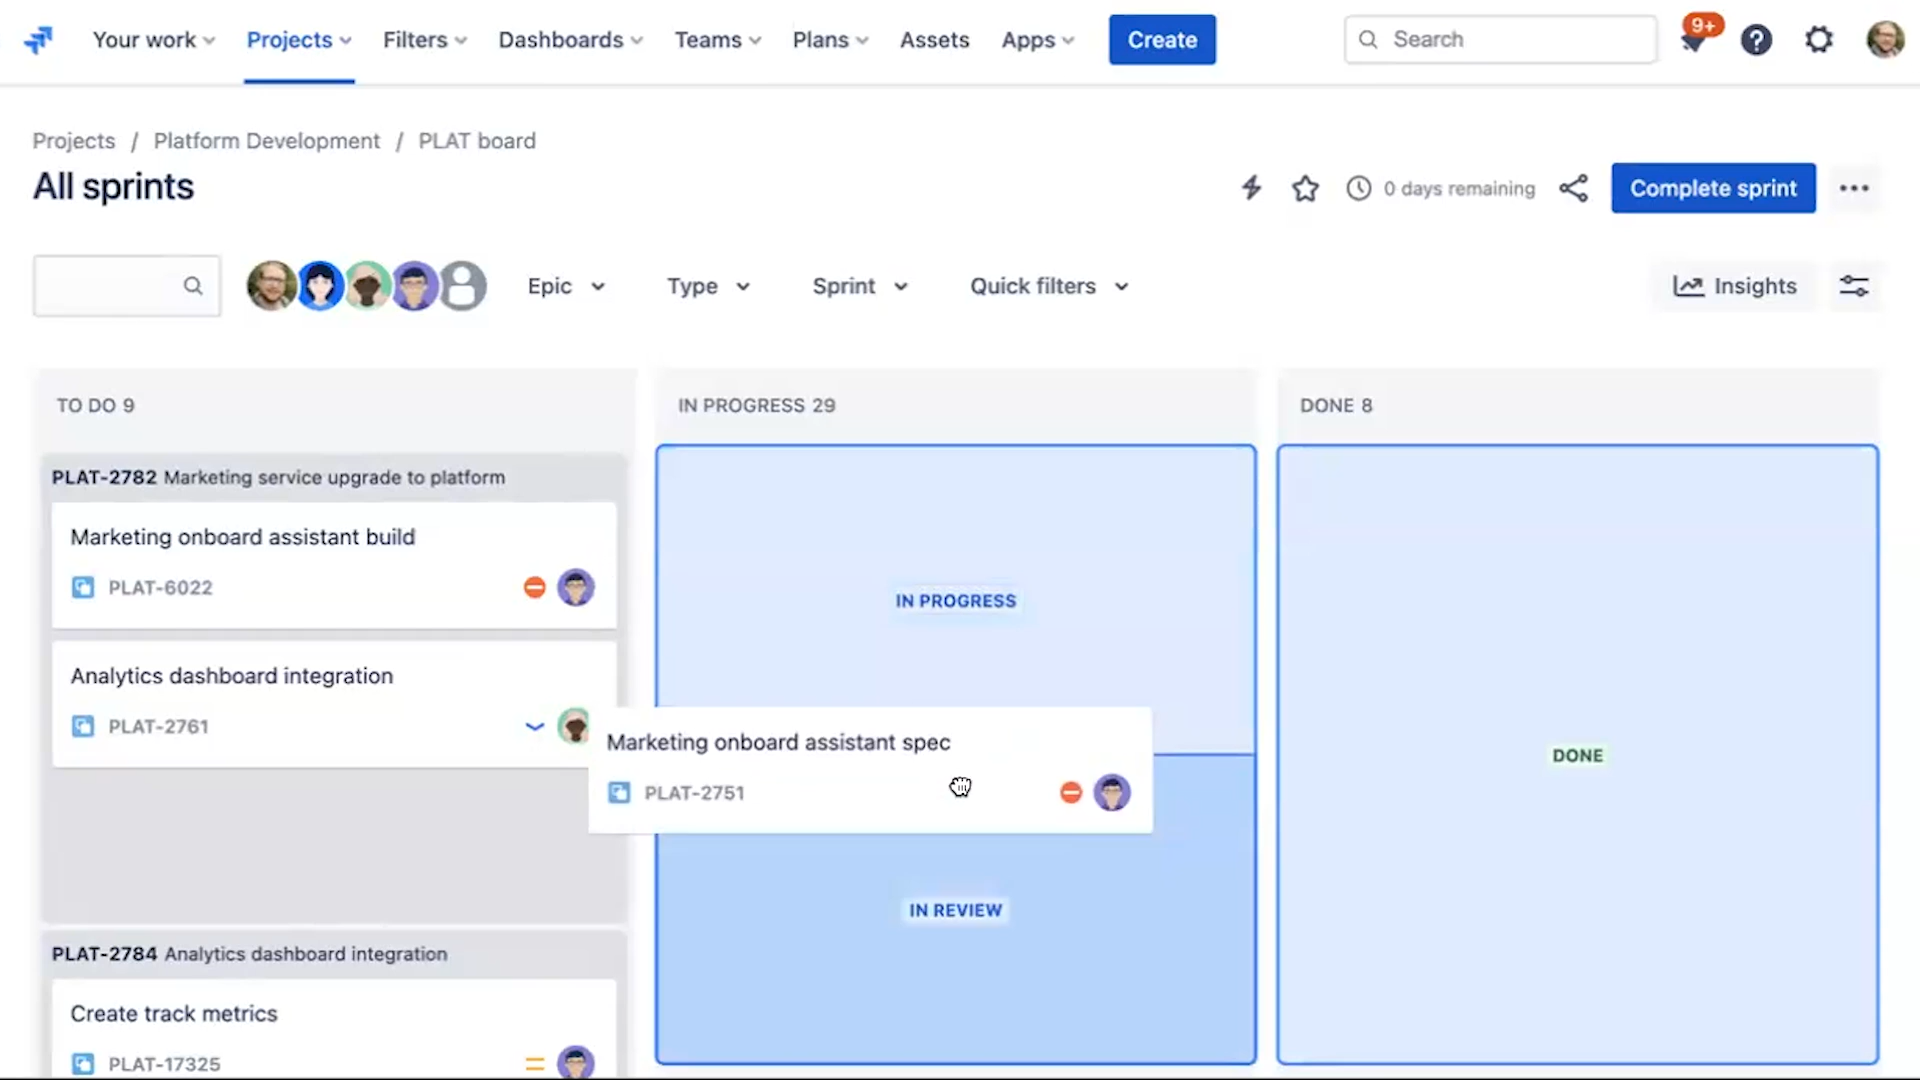 Your work Projects Filters Dashboards Teams Plans Assets Apps Create Search 9+
Projects / Platform Development / PLAT board
All sprints
0 days remaining Complete sprint
Epic Type Sprint Quick filters Insights
TO DO 9
PLAT-2782 Marketing service upgrade to platform
Marketing onboard assistant build
PLAT-6022
Analytics dashboard integration
PLAT-2761
PLAT-2784 Analytics dashboard integration
Create track metrics
PLAT-17325
IN PROGRESS 29
IN PROGRESS
Marketing onboard assistant spec
PLAT-2751
IN REVIEW
DONE 8
DONE